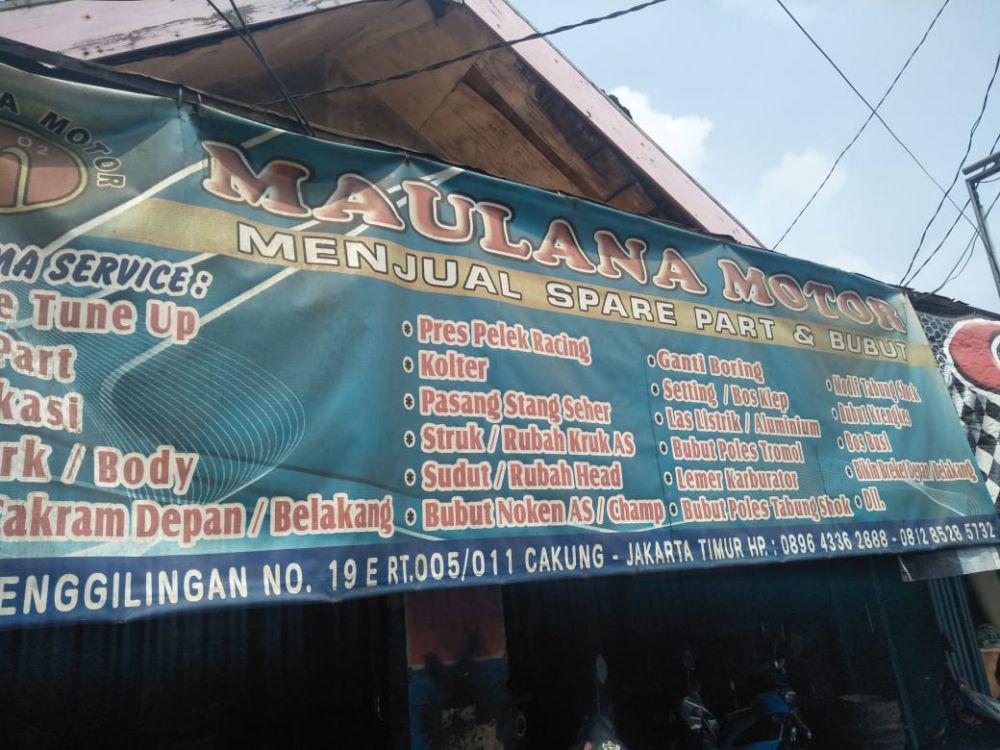 A MOTOR
O2
MAULANA MOTOR
MENJUAL SPARE PART & BUBUT
MA SERVICE :
e Tune Up
Part
kasi
rk / Body
Cakram Depan / Belakang
• Pres Pelek Racing
• Kolter
• Pasang Stang Seher
• Struk / Rubah Kruk AS
• Sudut / Rubah Head
• Bubut Noken AS / Champ
• Ganti Boring
• Setting / Bos Klep
• Las Listrik / Aluminium
• Bubut Poles Tromol
• Lemer Karburator
• Bubut Poles Tabung Shok
• Modif Tabung Shok
• Bubut Krengkes
• Bos Rusi
• Bikin Breket Depan / Belakang
• Dll.
ENGGILINGAN NO. 19 E RT.005/011 CAKUNG - JAKARTA TIMUR HP. : 0896 4336 2888 - 0812 8528 5732